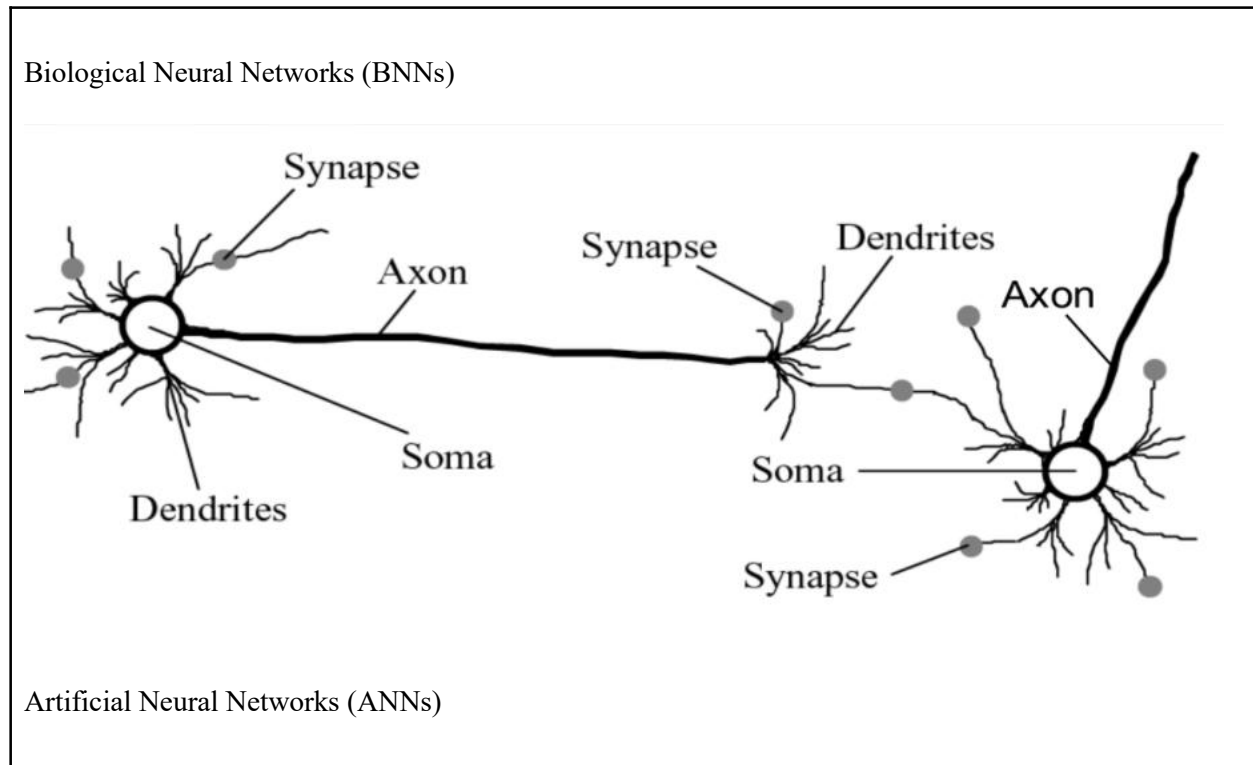 Biological Neural Networks (BNNs)
Synapse
Synapse
Dendrites
Axon
Axon
Soma
Soma
Dendrites
Synapse
Artificial Neural Networks (ANNs)